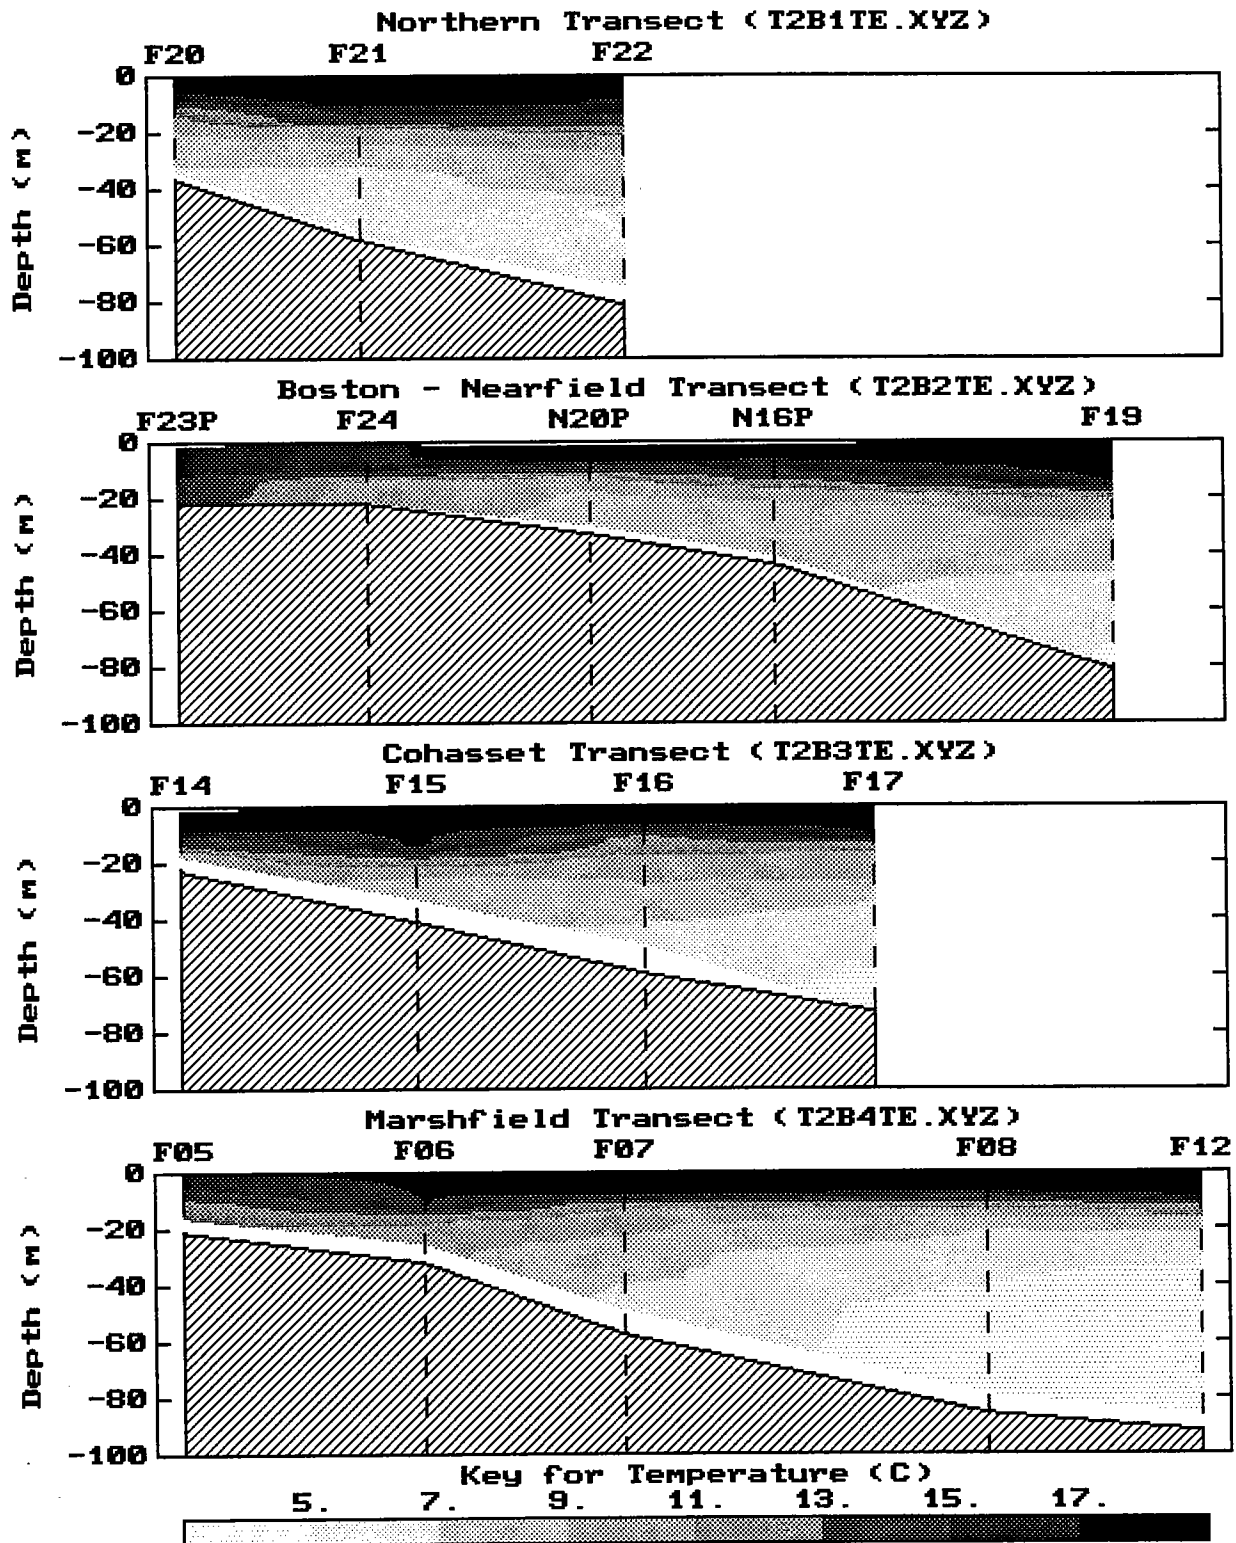 Northern Transect (T2B1TE.XYZ)
F20 F21 F22
0
-20
-40
-60
-80
-100
Depth (m)
Boston - Nearfield Transect (T2B2TE.XYZ)
F23P F24 N20P N16P F19
0
-20
-40
-60
-80
-100
Depth (m)
Cohasset Transect (T2B3TE.XYZ)
F14 F15 F16 F17
0
-20
-40
-60
-80
-100
Depth (m)
Marshfield Transect (T2B4TE.XYZ)
F05 F06 F07 F08 F12
0
-20
-40
-60
-80
-100
Depth (m)
Key for Temperature (C)
5. 7. 9. 11. 13. 15. 17.